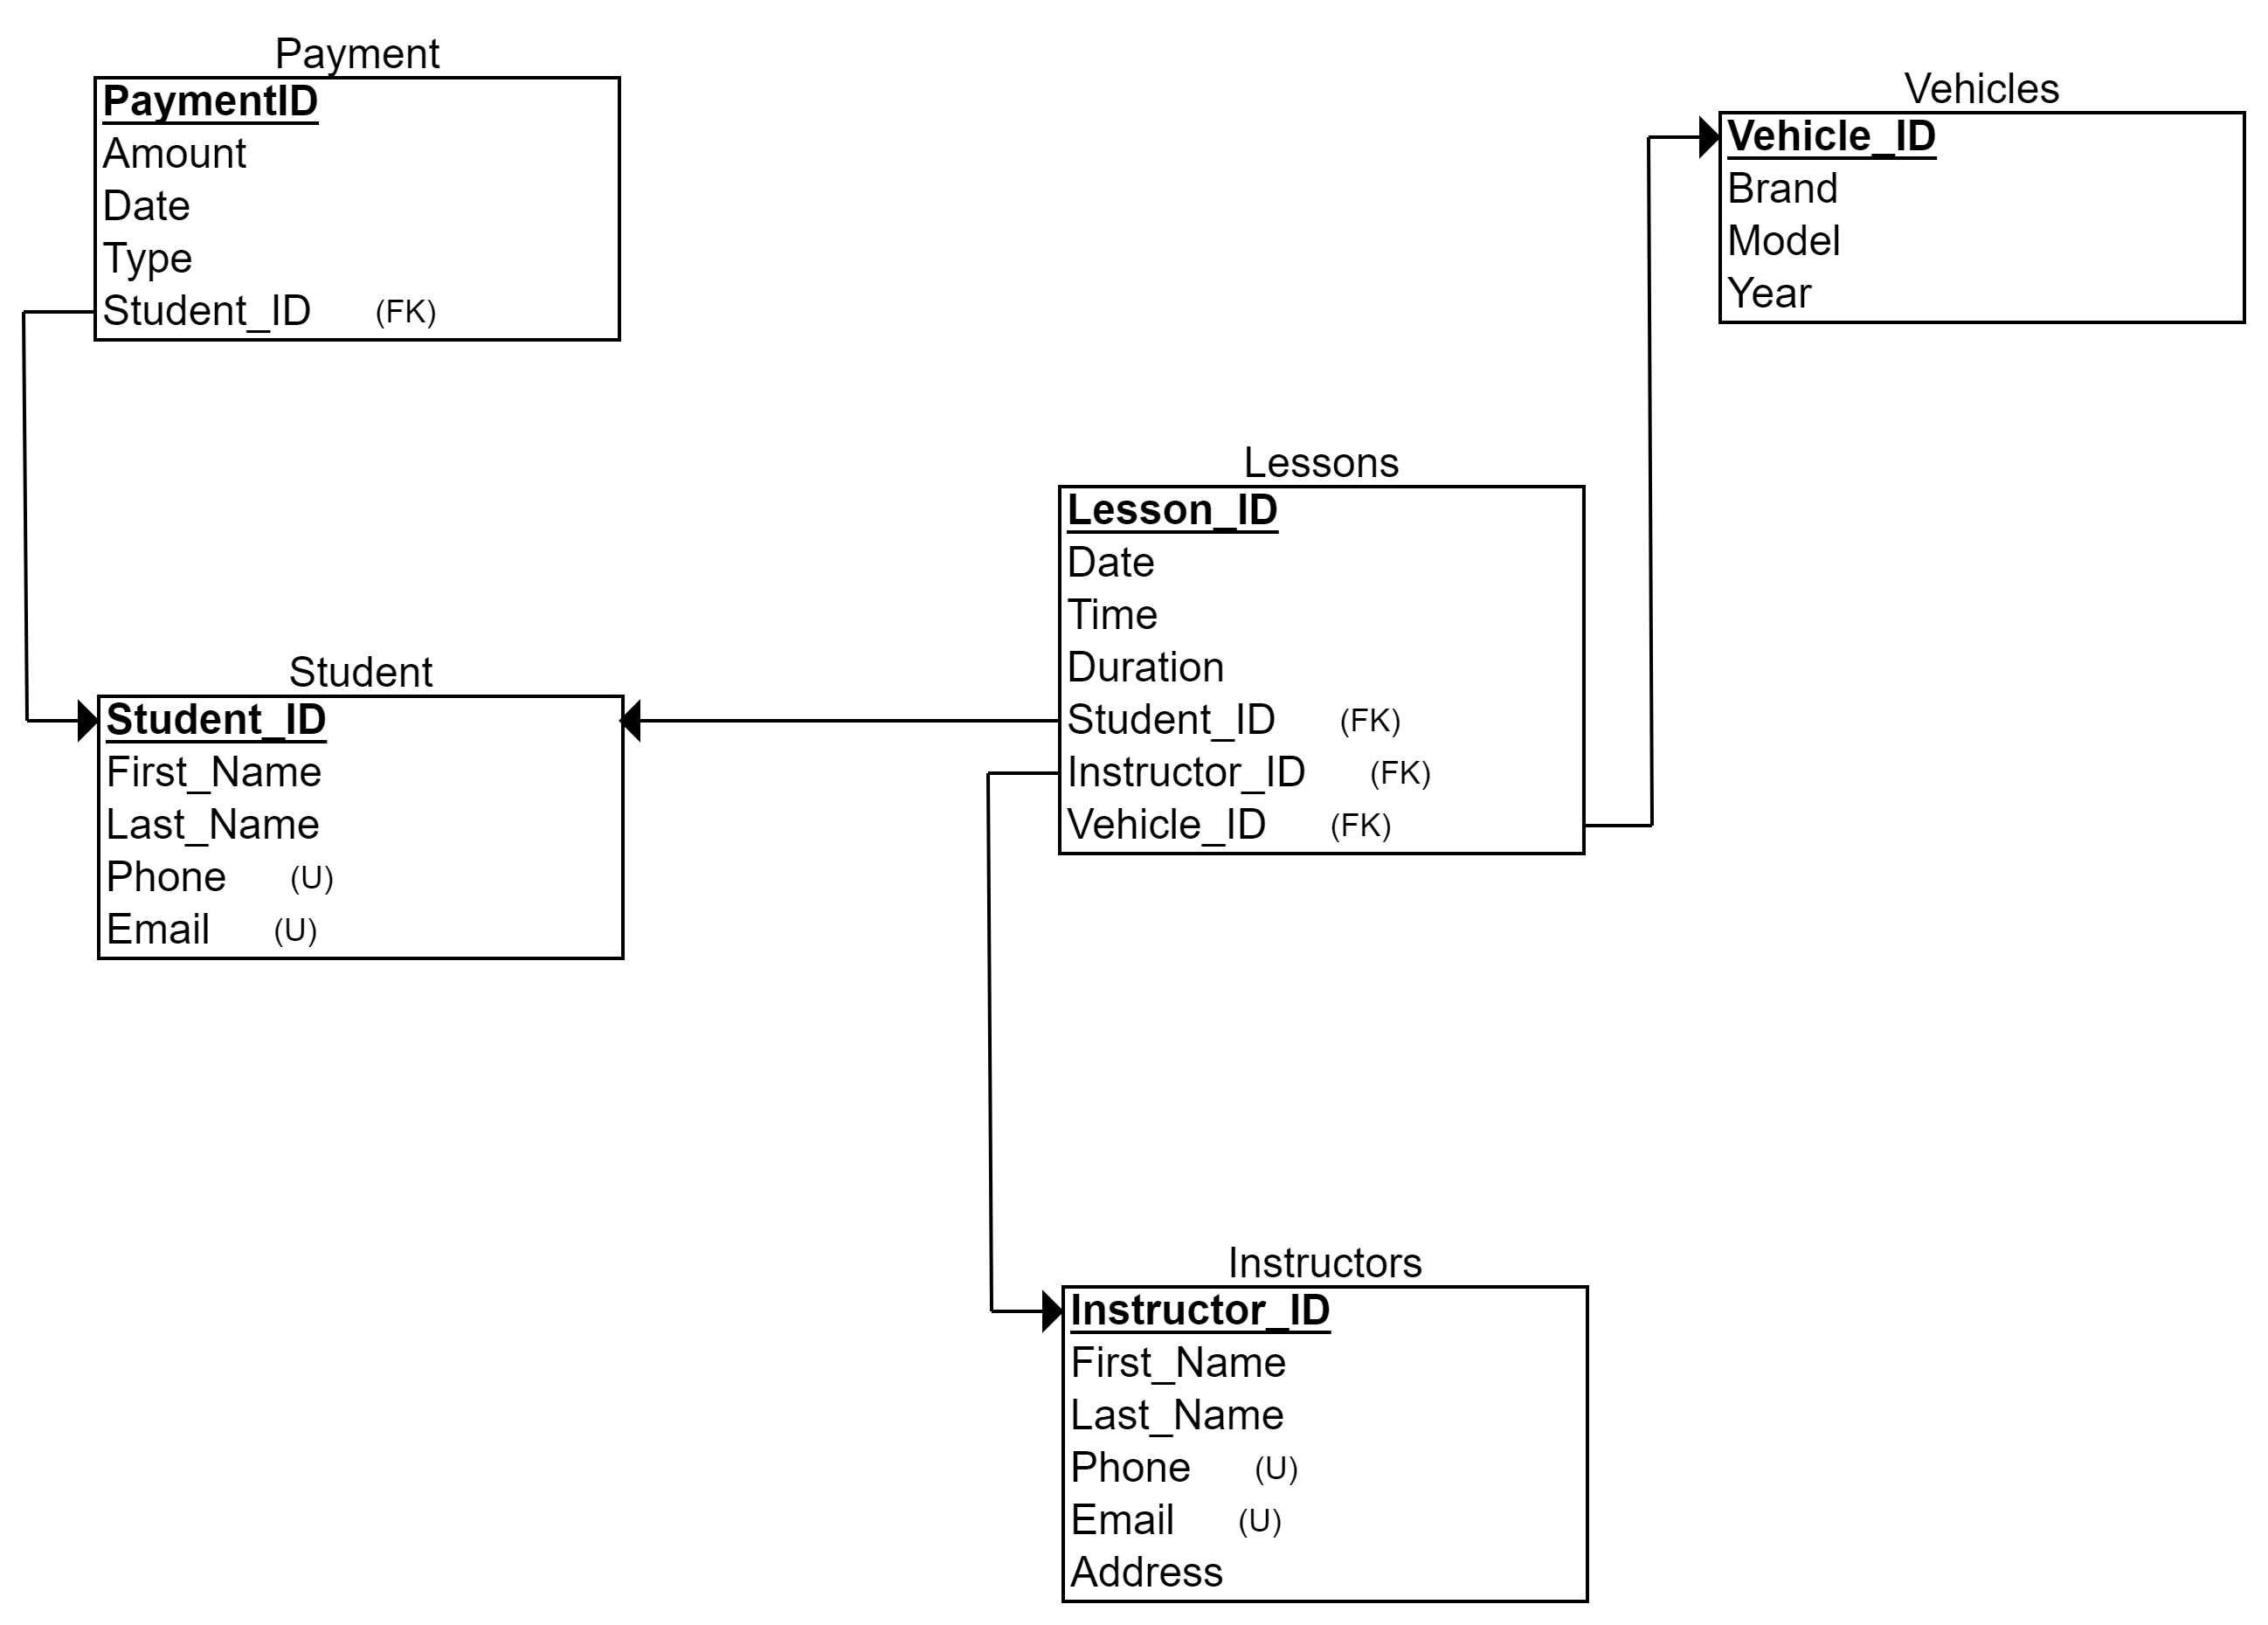 Payment
PaymentID
Amount
Date
Type
Student_ID (FK)
Vehicles
Vehicle_ID
Brand
Model
Year
Lessons
Lesson_ID
Date
Time
Duration
Student_ID (FK)
Instructor_ID (FK)
Vehicle_ID (FK)
Student
Student_ID
First_Name
Last_Name
Phone (U)
Email (U)
Instructors
Instructor_ID
First_Name
Last_Name
Phone (U)
Email (U)
Address